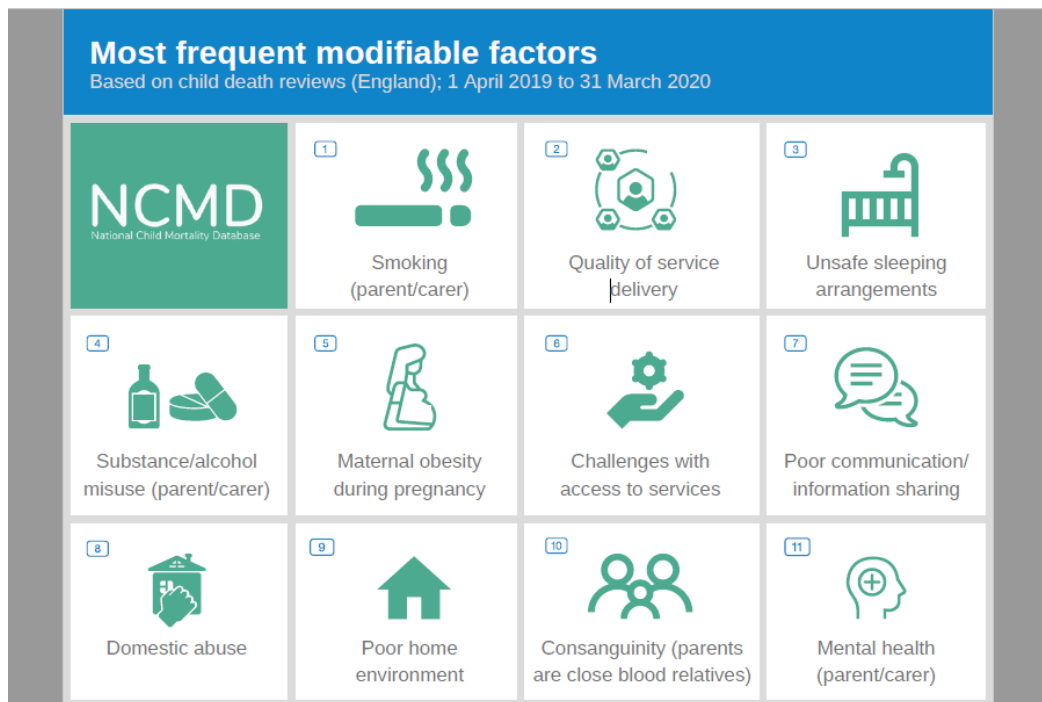 Most frequent modifiable factors
Based on child death reviews (England); 1 April 2019 to 31 March 2020
NCMD
National Child Mortality Database
1
Smoking
(parent/carer)
2
Quality of service
delivery
3
Unsafe sleeping
arrangements
4
Substance/alcohol
misuse (parent/carer)
5
Maternal obesity
during pregnancy
6
Challenges with
access to services
7
Poor communication/
information sharing
8
Domestic abuse
9
Poor home
environment
10
Consanguinity (parents
are close blood relatives)
11
Mental health
(parent/carer)